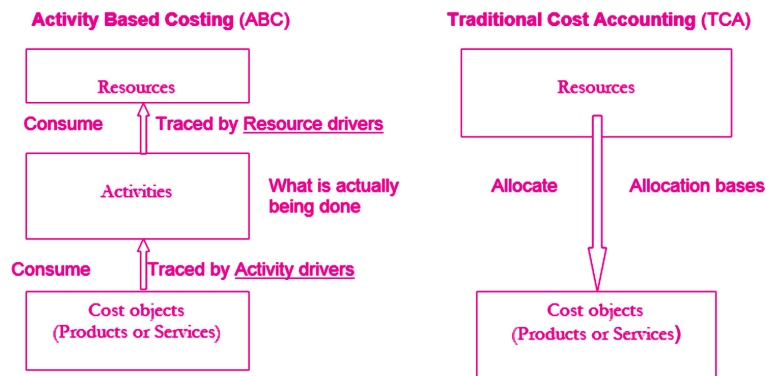 Activity Based Costing (ABC)
Resources
Consume
Traced by Resource drivers
Activities
What is actually
being done
Consume
Traced by Activity drivers
Cost objects
(Products or Services)
Traditional Cost Accounting (TCA)
Resources
Allocate
Allocation bases
Cost objects
(Products or Services)